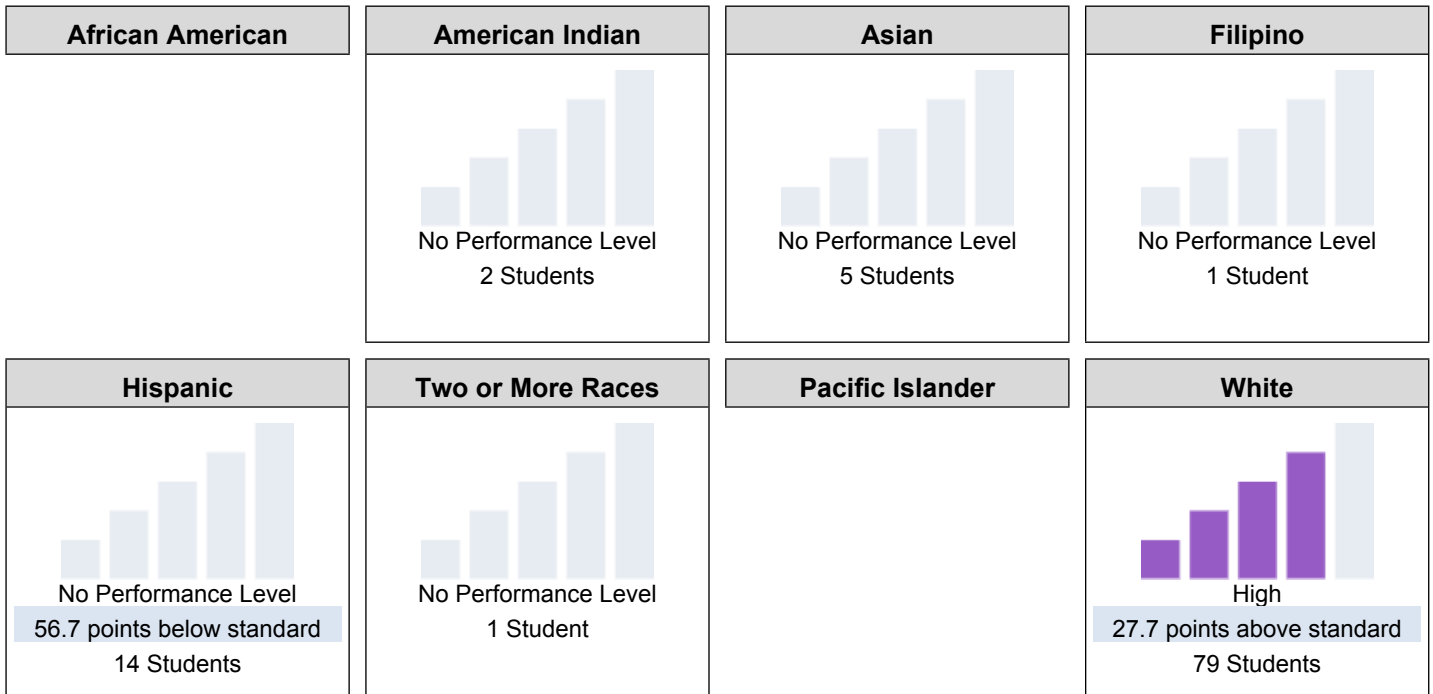 African American
American Indian
Asian
Filipino
No Performance Level
2 Students
No Performance Level
5 Students
No Performance Level
1 Student
Hispanic
Two or More Races
Pacific Islander
White
No Performance Level
56.7 points below standard
14 Students
No Performance Level
1 Student
High
27.7 points above standard
79 Students